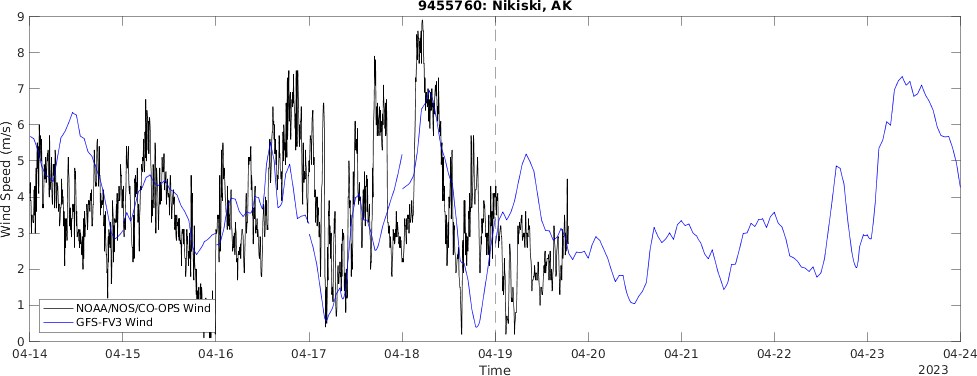 9455760: Nikiski, AK
Wind Speed (m/s)
9
8
7
6
5
4
3
2
1
0
NOAA/NOS/CO-OPS Wind
GFS-FV3 Wind
04-14 04-15 04-16 04-17 04-18 04-19 04-20 04-21 04-22 04-23 04-24
Time
2023